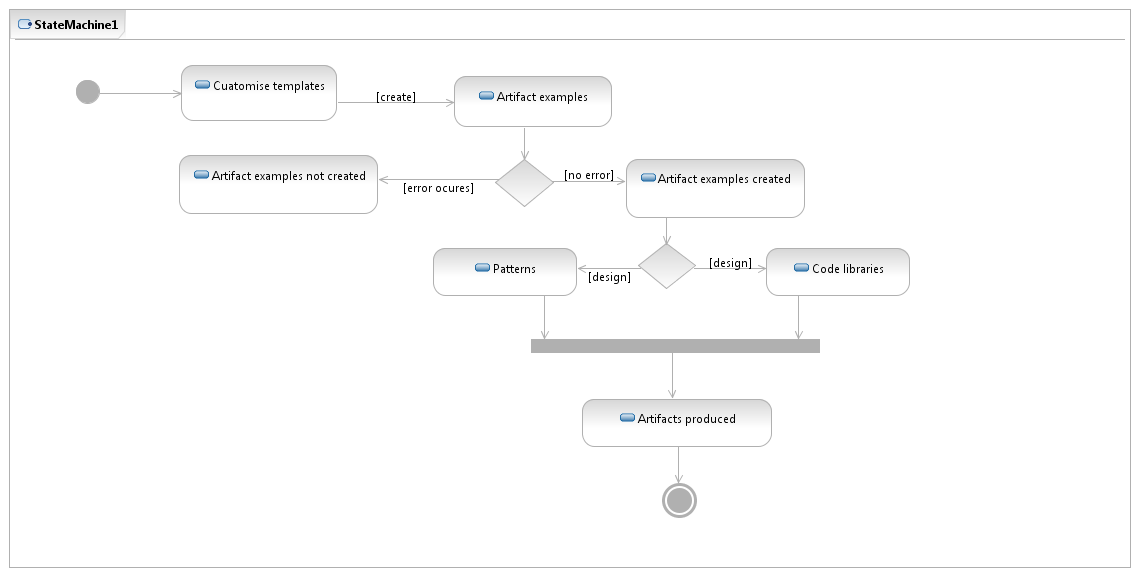 StateMachine1
Cuatomise templates
[create]
Artifact examples
Artifact examples not created
[error ocures]
[no error]
Artifact examples created
Patterns
[design]
[design]
Code libraries
Artifacts produced